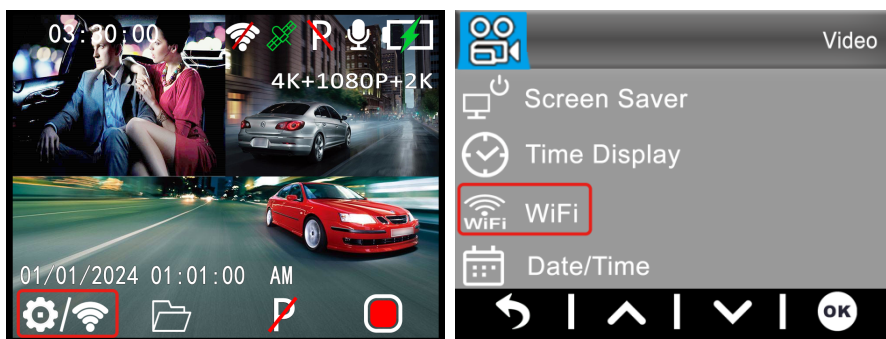 03:30:00
P
4K+1080P+2K
01/01/2024 01:01:00 AM
/
P
Video
Screen Saver
Time Display
WiFi WiFi
Date/Time
OK